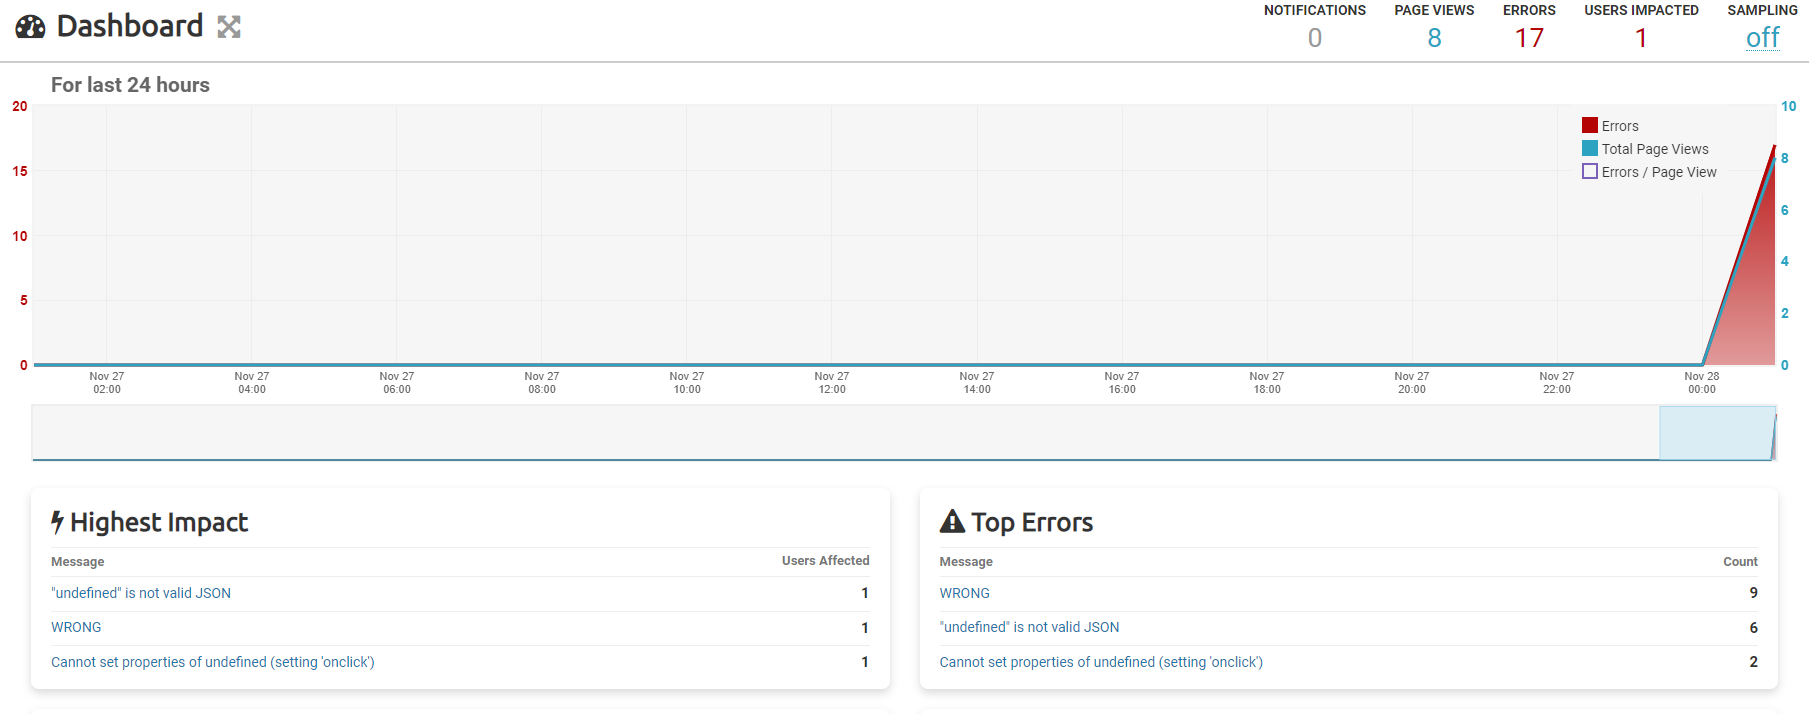 Dashboard
NOTIFICATIONS PAGE VIEWS ERRORS USERS IMPACTED SAMPLING
0 8 17 1 off
For last 24 hours
20 10
Errors
Total Page Views
8
15
Errors / Page View
6
10
4
5
2
0 0
Nov 27 Nov 27 Nov 27 Nov 27 Nov 27 Nov 27 Nov 27 Nov 27 Nov 27 Nov 27 Nov 27 Nov 28
02:00 04:00 06:00 08:00 10:00 12:00 14:00 16:00 18:00 20:00 22:00 00:00
Highest Impact
Message Users Affected
"undefined" is not valid JSON 1
WRONG 1
Cannot set properties of undefined (setting 'onclick') 1
Top Errors
Message Count
WRONG 9
"undefined" is not valid JSON 6
Cannot set properties of undefined (setting 'onclick') 2